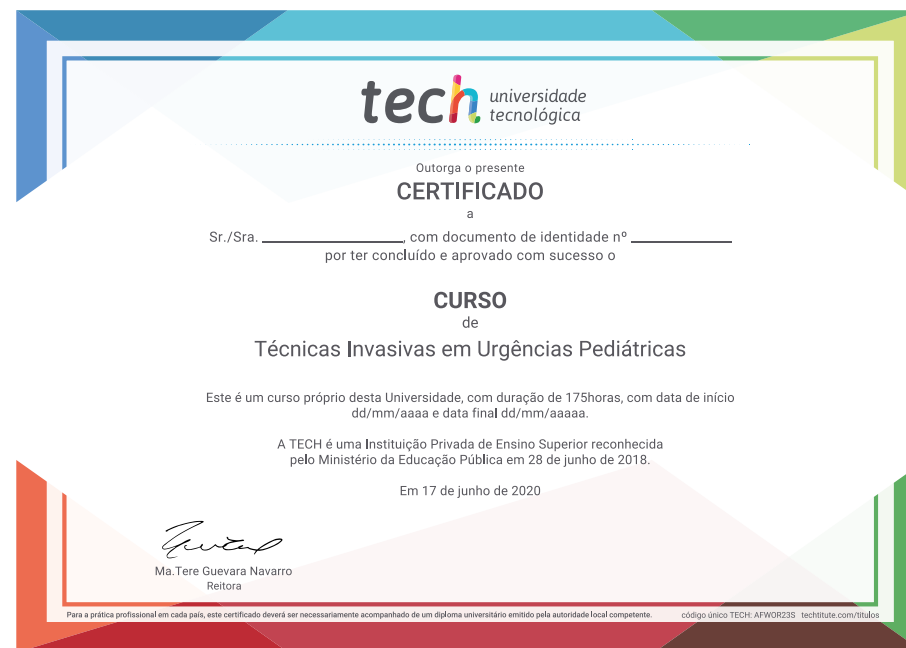 tech universidade
tecnológica
Outorga o presente
CERTIFICADO
a
Sr./Sra. ____________________, com documento de identidade nº ______________
por ter concluído e aprovado com sucesso o
CURSO
de
Técnicas Invasivas em Urgências Pediátricas
Este é um curso próprio desta Universidade, com duração de 175horas, com data de início
dd/mm/aaaa e data final dd/mm/aaaaa.
A TECH é uma Instituição Privada de Ensino Superior reconhecida
pelo Ministério da Educação Pública em 28 de junho de 2018.
Em 17 de junho de 2020
Ma.Tere Guevara Navarro
Reitora
Para a prática profissional em cada país, este certificado deverá ser necessariamente acompanhado de um diploma universitário emitido pela autoridade local competente. código único TECH: AFWOR23S techtitute.com/titulos